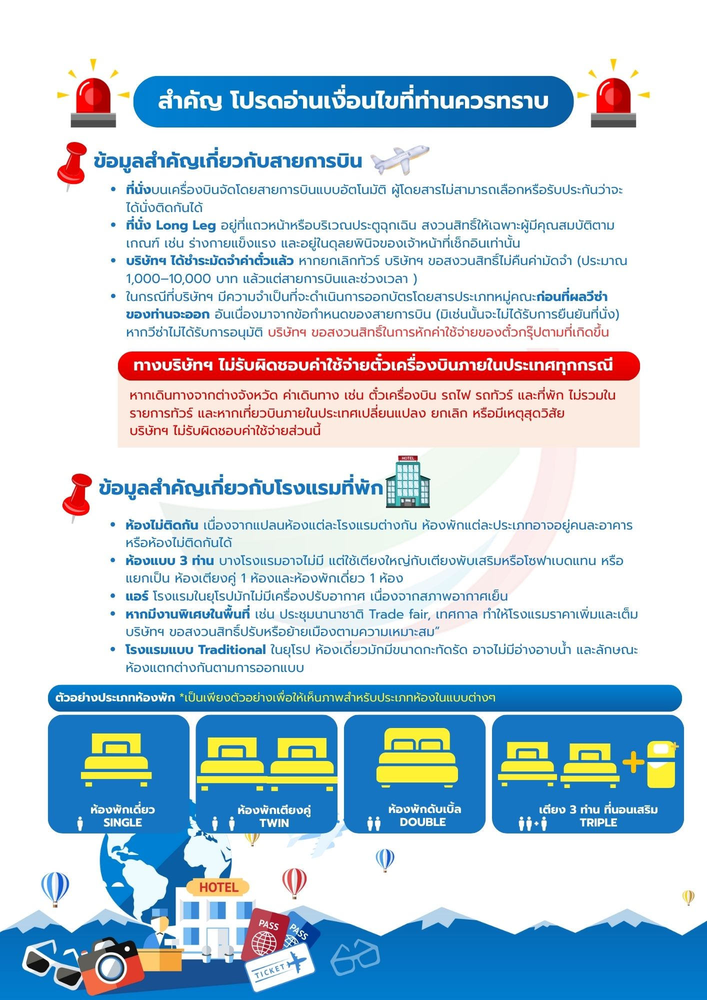 สำคัญ โปรดอ่านเงื่อนไขที่ท่านควรทราบ
ข้อมูลสำคัญเกี่ยวกับสายการบิน
• ที่นั่งบนเครื่องบินจัดโดยสายการบินแบบอัตโนมัติ ผู้โดยสารไม่สามารถเลือกหรือรับประกันว่าจะ
ได้นั่งติดกันได้
• ที่นั่ง Long Leg อยู่ที่แถวหน้าหรือบริเวณประตูฉุกเฉิน สงวนสิทธิ์ให้เฉพาะผู้มีคุณสมบัติตาม
เกณฑ์ เช่น ร่างกายแข็งแรง และอยู่ในดุลยพินิจของเจ้าหน้าที่เช็กอินเท่านั้น
• บริษัทฯ ได้ชำระมัดจำค่าตั๋วแล้ว หากยกเลิกทัวร์ บริษัทฯ ขอสงวนสิทธิ์ไม่คืนค่ามัดจำ (ประมาณ
1,000–10,000 บาท แล้วแต่สายการบินและช่วงเวลา )
• ในกรณีที่บริษัทฯ มีความจำเป็นที่จะดำเนินการออกบัตรโดยสารประเภทหมู่คณะก่อนที่ผลวีซ่า
ของท่านจะออก อันเนื่องมาจากข้อกำหนดของสายการบิน (มิเช่นนั้นจะไม่ได้รับการยืนยันที่นั่ง)
หากวีซ่าไม่ได้รับการอนุมัติ บริษัทฯ ขอสงวนสิทธิ์ในการหักค่าใช้จ่ายของตั๋วกรุ๊ปตามที่เกิดขึ้น
ทางบริษัทฯ ไม่รับผิดชอบค่าใช้จ่ายตั๋วเครื่องบินภายในประเทศทุกกรณี
หากเดินทางจากต่างจังหวัด ค่าเดินทาง เช่น ตั๋วเครื่องบิน รถไฟ รถทัวร์ และที่พัก ไม่รวมใน
รายการทัวร์ และหากเที่ยวบินภายในประเทศเปลี่ยนแปลง ยกเลิก หรือมีเหตุสุดวิสัย
บริษัทฯ ไม่รับผิดชอบค่าใช้จ่ายส่วนนี้
HOTEL
ข้อมูลสำคัญเกี่ยวกับโรงแรมที่พัก
• ห้องไม่ติดกัน เนื่องจากแปลนห้องแต่ละโรงแรมต่างกัน ห้องพักแต่ละประเภทอาจอยู่คนละอาคาร
หรือห้องไม่ติดกันได้
• ห้องแบบ 3 ท่าน บางโรงแรมอาจไม่มี แต่ใช้เตียงใหญ่กับเตียงพับเสริมหรือโซฟาเบดแทน หรือ
แยกเป็น ห้องเตียงคู่ 1 ห้องและห้องพักเดี่ยว 1 ห้อง
• แอร์ โรงแรมในยุโรปมักไม่มีเครื่องปรับอากาศ เนื่องจากสภาพอากาศเย็น
• หากมีงานพิเศษในพื้นที่ เช่น ประชุมนานาชาติ Trade fair, เทศกาล ทำให้โรงแรมราคาเพิ่มและเต็ม
บริษัทฯ ขอสงวนสิทธิ์ปรับหรือย้ายเมืองตามความเหมาะสม”
• โรงแรมแบบ Traditional ในยุโรป ห้องเดี่ยวมักมีขนาดกะทัดรัด อาจไม่มีอ่างอาบน้ำ และลักษณะ
ห้องแตกต่างกันตามการออกแบบ
ตัวอย่างประเภทห้องพัก *เป็นเพียงตัวอย่างเพื่อให้เห็นภาพสำหรับประเภทห้องในแบบต่างๆ
ห้องพักเดี่ยว
SINGLE
ห้องพักเตียงคู่
TWIN
ห้องพักดับเบิ้ล
DOUBLE
เตียง 3 ท่าน ที่นอนเสริม
TRIPLE
HOTEL
PASS
PASS
TICKET